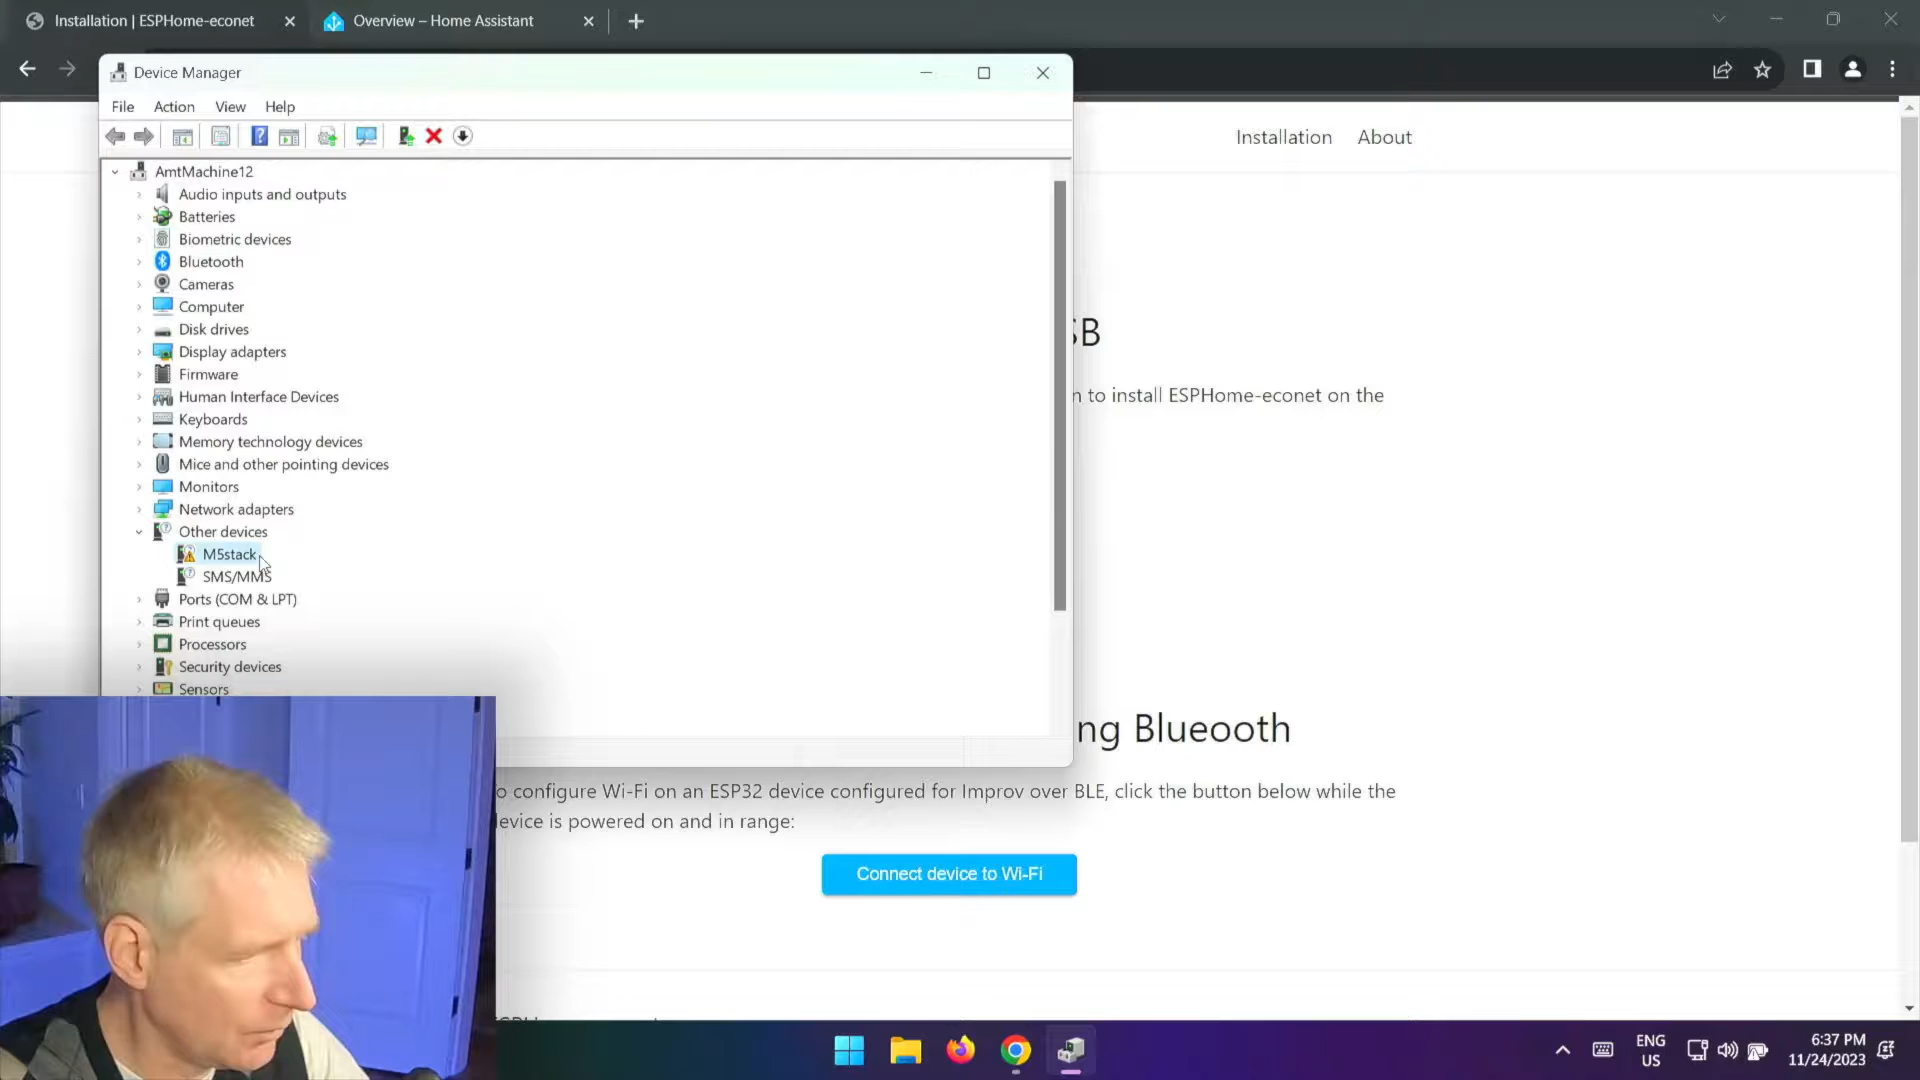 Installation | ESPHome-econet
Overview – Home Assistant
Device Manager
File Action View Help
AmtMachine12
Audio inputs and outputs
Batteries
Biometric devices
Bluetooth
Cameras
Computer
Disk drives
Display adapters
Firmware
Human Interface Devices
Keyboards
Memory technology devices
Mice and other pointing devices
Monitors
Network adapters
Other devices
M5stack
SMS/MMS
Ports (COM & LPT)
Print queues
Processors
Security devices
Sensors
Installation About
SB
n to install ESPHome-econet on the
ng Blueooth
o configure Wi-Fi on an ESP32 device configured for Improv over BLE, click the button below while the
evice is powered on and in range:
Connect device to Wi-Fi
ENG
US
6:37 PM
11/24/2023